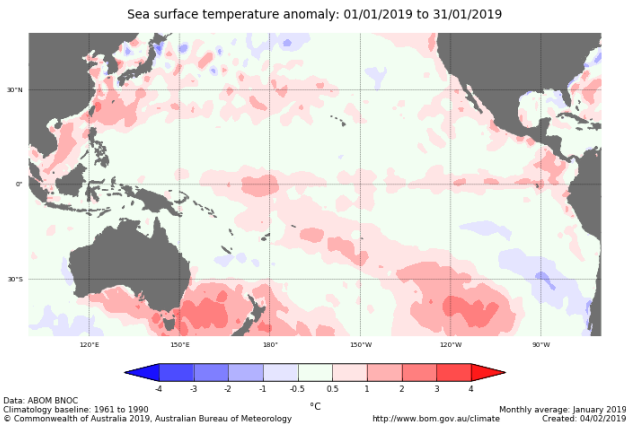 Sea surface temperature anomaly: 01/01/2019 to 31/01/2019
30°N
0°
30°S
120°E 150°E 180° 150°W 120°W 90°W
-4 -3 -2 -1 -0.5 0.5 1 2 3 4
°C
Data: ABOM BNOC
Climatology baseline: 1961 to 1990 Monthly average: January 2019
© Commonwealth of Australia 2019, Australian Bureau of Meteorology http://www.bom.gov.au/climate Created: 04/02/2019